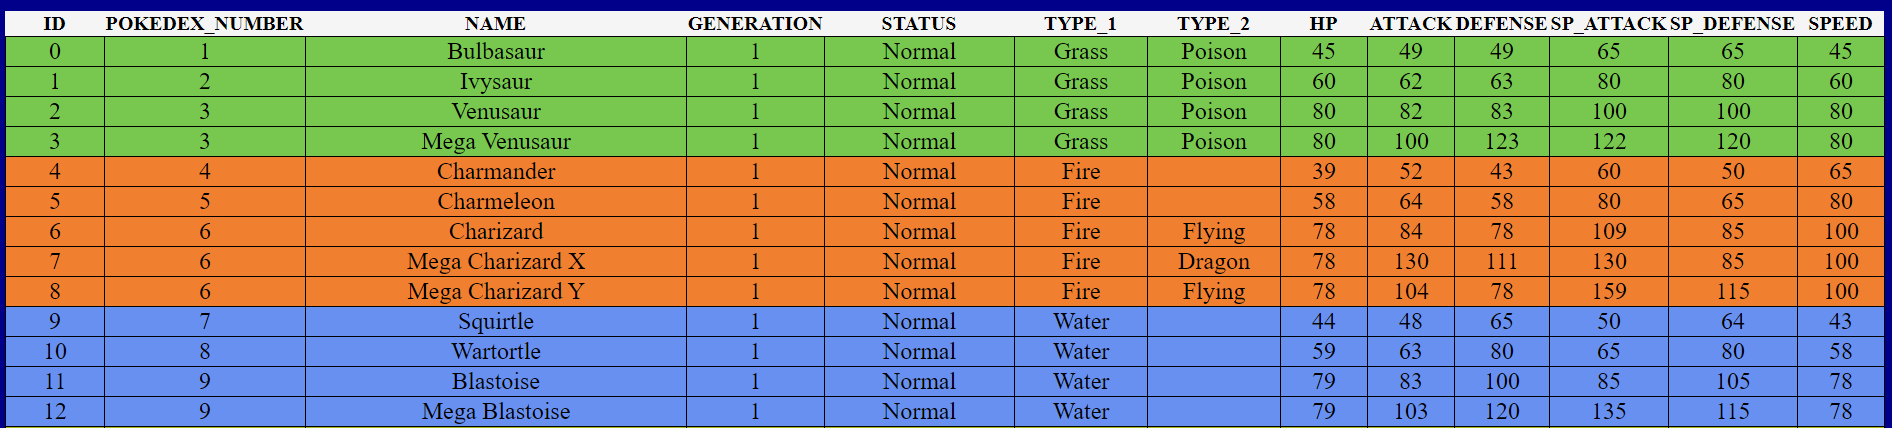 ID POKEDEX_NUMBER NAME GENERATION STATUS TYPE_1 TYPE_2 HP ATTACK DEFENSE SP_ATTACK SP_DEFENSE SPEED
0 1 Bulbasaur 1 Normal Grass Poison 45 49 49 65 65 45
1 2 Ivysaur 1 Normal Grass Poison 60 62 63 80 80 60
2 3 Venusaur 1 Normal Grass Poison 80 82 83 100 100 80
3 3 Mega Venusaur 1 Normal Grass Poison 80 100 123 122 120 80
4 4 Charmander 1 Normal Fire 39 52 43 60 50 65
5 5 Charmeleon 1 Normal Fire 58 64 58 80 65 80
6 6 Charizard 1 Normal Fire Flying 78 84 78 109 85 100
7 6 Mega Charizard X 1 Normal Fire Dragon 78 130 111 130 85 100
8 6 Mega Charizard Y 1 Normal Fire Flying 78 104 78 159 115 100
9 7 Squirtle 1 Normal Water 44 48 65 50 64 43
10 8 Wartortle 1 Normal Water 59 63 80 65 80 58
11 9 Blastoise 1 Normal Water 79 83 100 85 105 78
12 9 Mega Blastoise 1 Normal Water 79 103 120 135 115 78